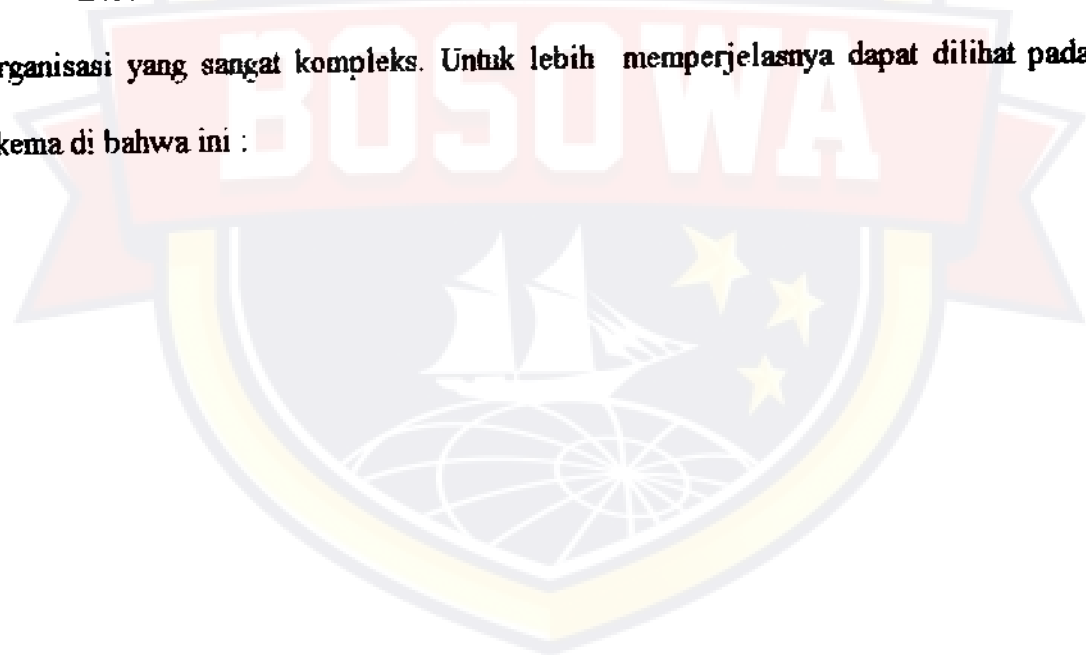 rganisasi yang sangat kompleks. Untuk lebih memperjelasnya dapat dilihat pada
kema di bahwa ini :
BOSOWA